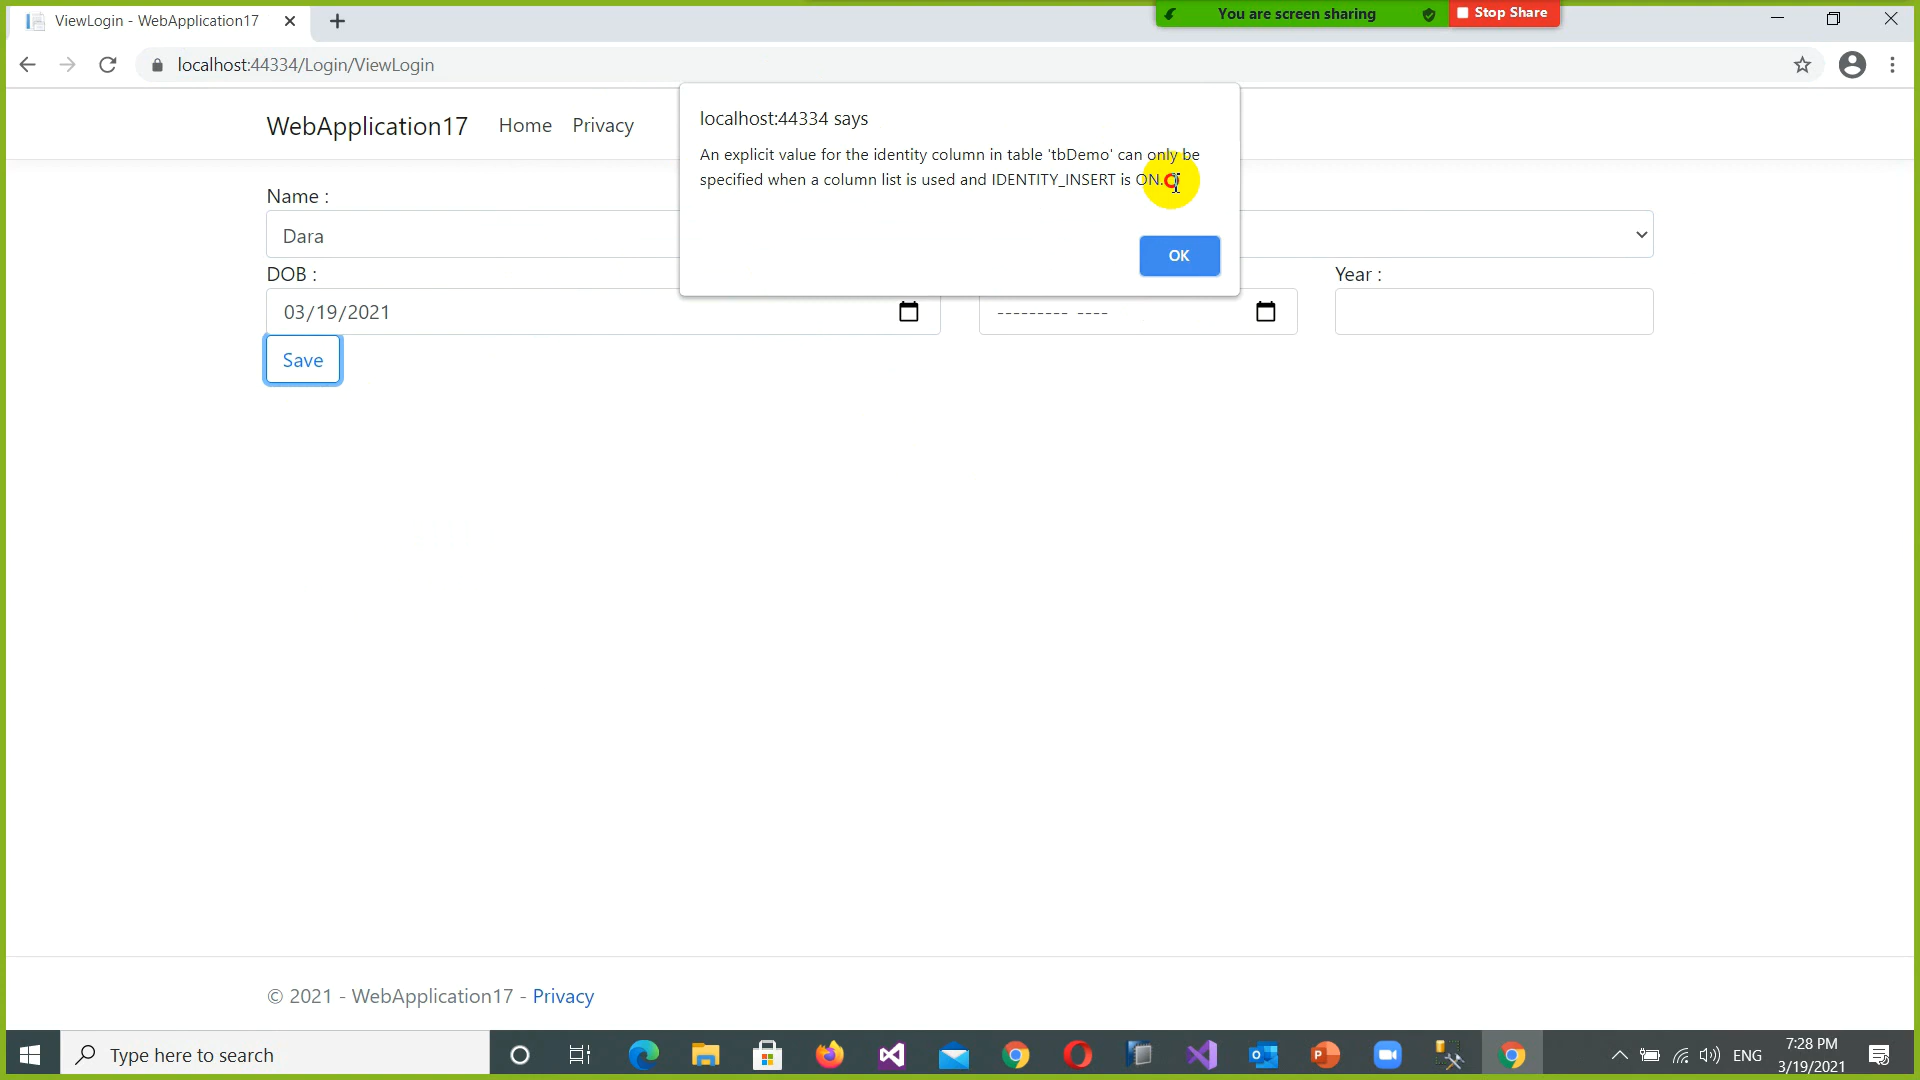 ViewLogin - WebApplication17
You are screen sharing
Stop Share
localhost:44334/Login/ViewLogin
WebApplication17
Home
Privacy
localhost:44334 says
An explicit value for the identity column in table 'tbDemo' can only be
specified when a column list is used and IDENTITY_INSERT is ON.
OK
Name :
Dara
DOB :
Year :
03/19/2021
--------- ----
Save
© 2021 - WebApplication17 - Privacy
Type here to search
ENG
7:28 PM
3/19/2021